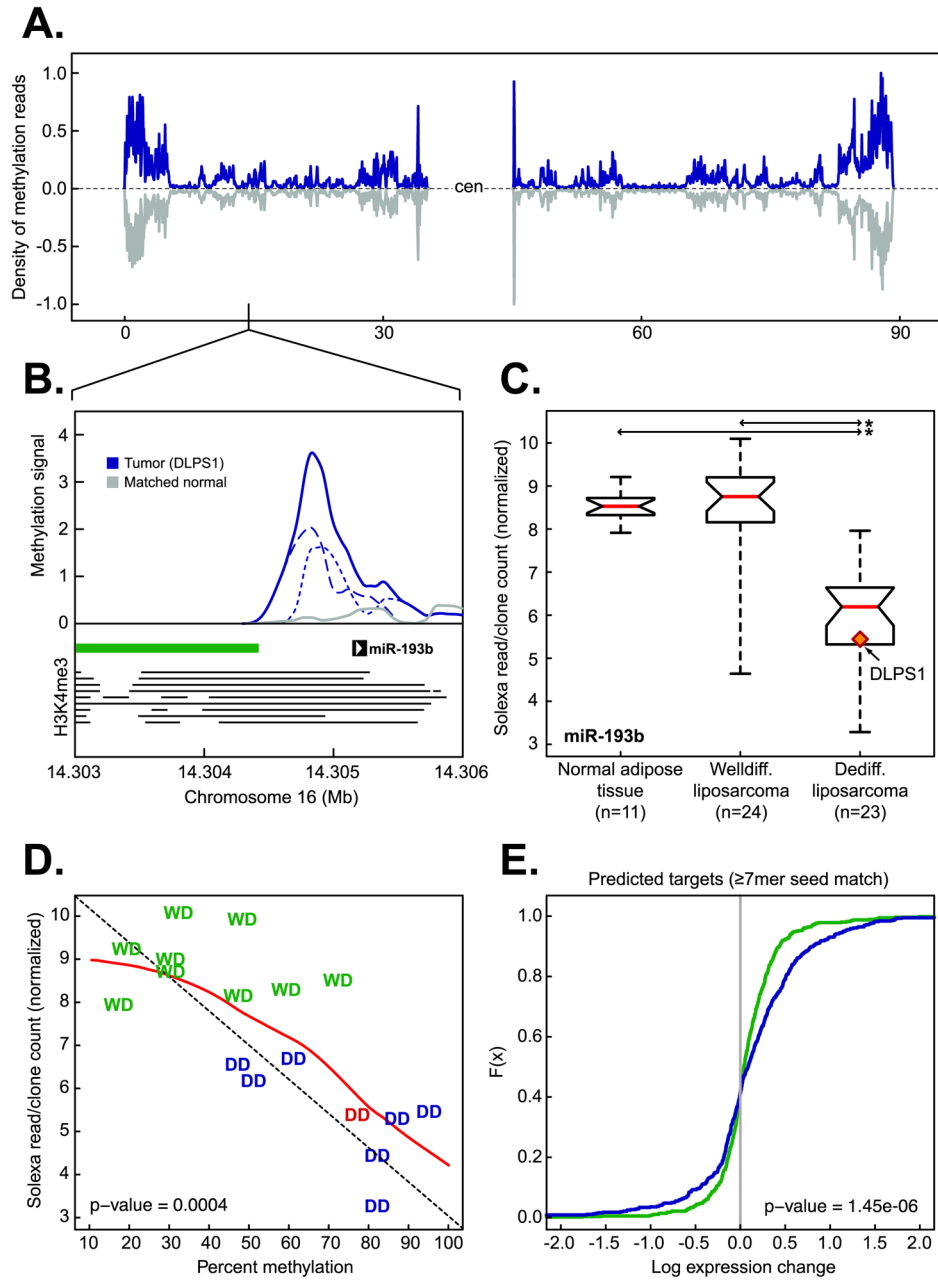 A.
Density of methylation reads
1.0
0.5
0.0
-0.5
-1.0
cen
0
30
60
90
B.
Methylation signal
4
3
2
1
0
Tumor (DLPS1)
Matched normal
miR-193b
H3K4me3
14.303
14.304
14.305
14.306
Chromosome 16 (Mb)
C.
Solexa read/clone count (normalized)
10
9
8
7
6
5
4
3
*
*
DLPS1
miR-193b
Normal adipose
tissue
(n=11)
Welldiff.
liposarcoma
(n=24)
Dediff.
liposarcoma
(n=23)
D.
Solexa read/clone count (normalized)
10
9
8
7
6
5
4
3
WD
WD
WD
WD
WD
WD
WD
WD
WD
DD
DD
DD
DD
DD
DD
DD
DD
p−value = 0.0004
10
20
30
40
50
60
70
80
90
100
Percent methylation
E.
Predicted targets (≥7mer seed match)
F(x)
1.0
0.8
0.6
0.4
0.2
0.0
p−value = 1.45e-06
-2.0
-1.5
-1.0
-0.5
0.0
0.5
1.0
1.5
2.0
Log expression change